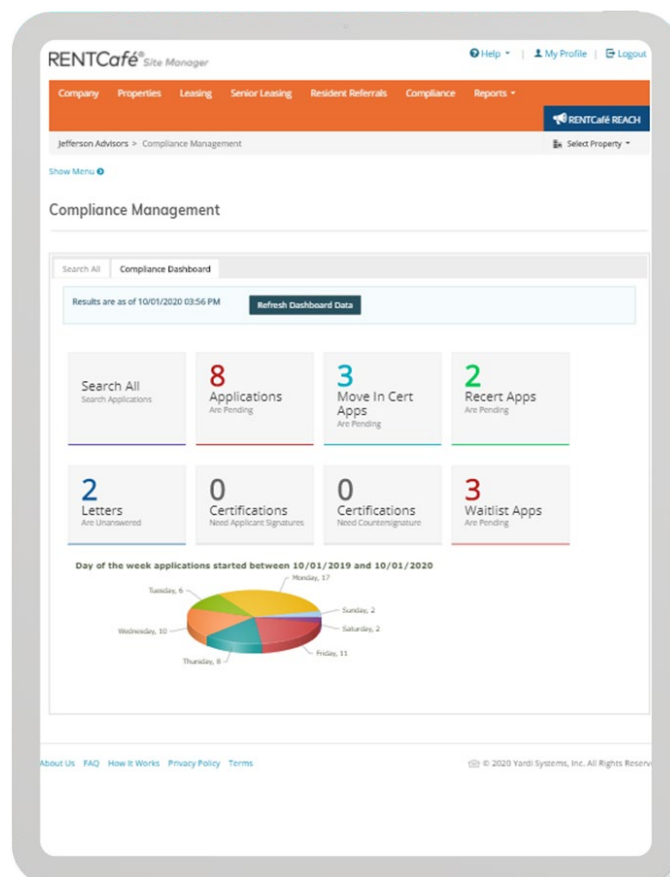 RENTCafé® Site Manager
Help
My Profile
Logout
Company Properties Leasing Senior Leasing Resident Referrals Compliance Reports
RENTCafé REACH
Jefferson Advisors > Compliance Management
Select Property
Show Menu
Compliance Management
Search All
Compliance Dashboard
Results are as of 10/01/2020 03:56 PM
Refresh Dashboard Data
Search All
Search Applications
8
Applications
Are Pending
3
Move In Cert
Apps
Are Pending
2
Recert Apps
Are Pending
2
Letters
Are Unanswered
0
Certifications
Need Applicant Signatures
0
Certifications
Need Countersignature
3
Waitlist Apps
Are Pending
Day of the week applications started between 10/01/2019 and 10/01/2020
Monday, 17
Tuesday, 6
Sunday, 2
Wednesday, 10
Saturday, 2
Friday, 11
Thursday, 8
About Us FAQ How It Works Privacy Policy Terms
© 2020 Yardi Systems, Inc. All Rights Reserv